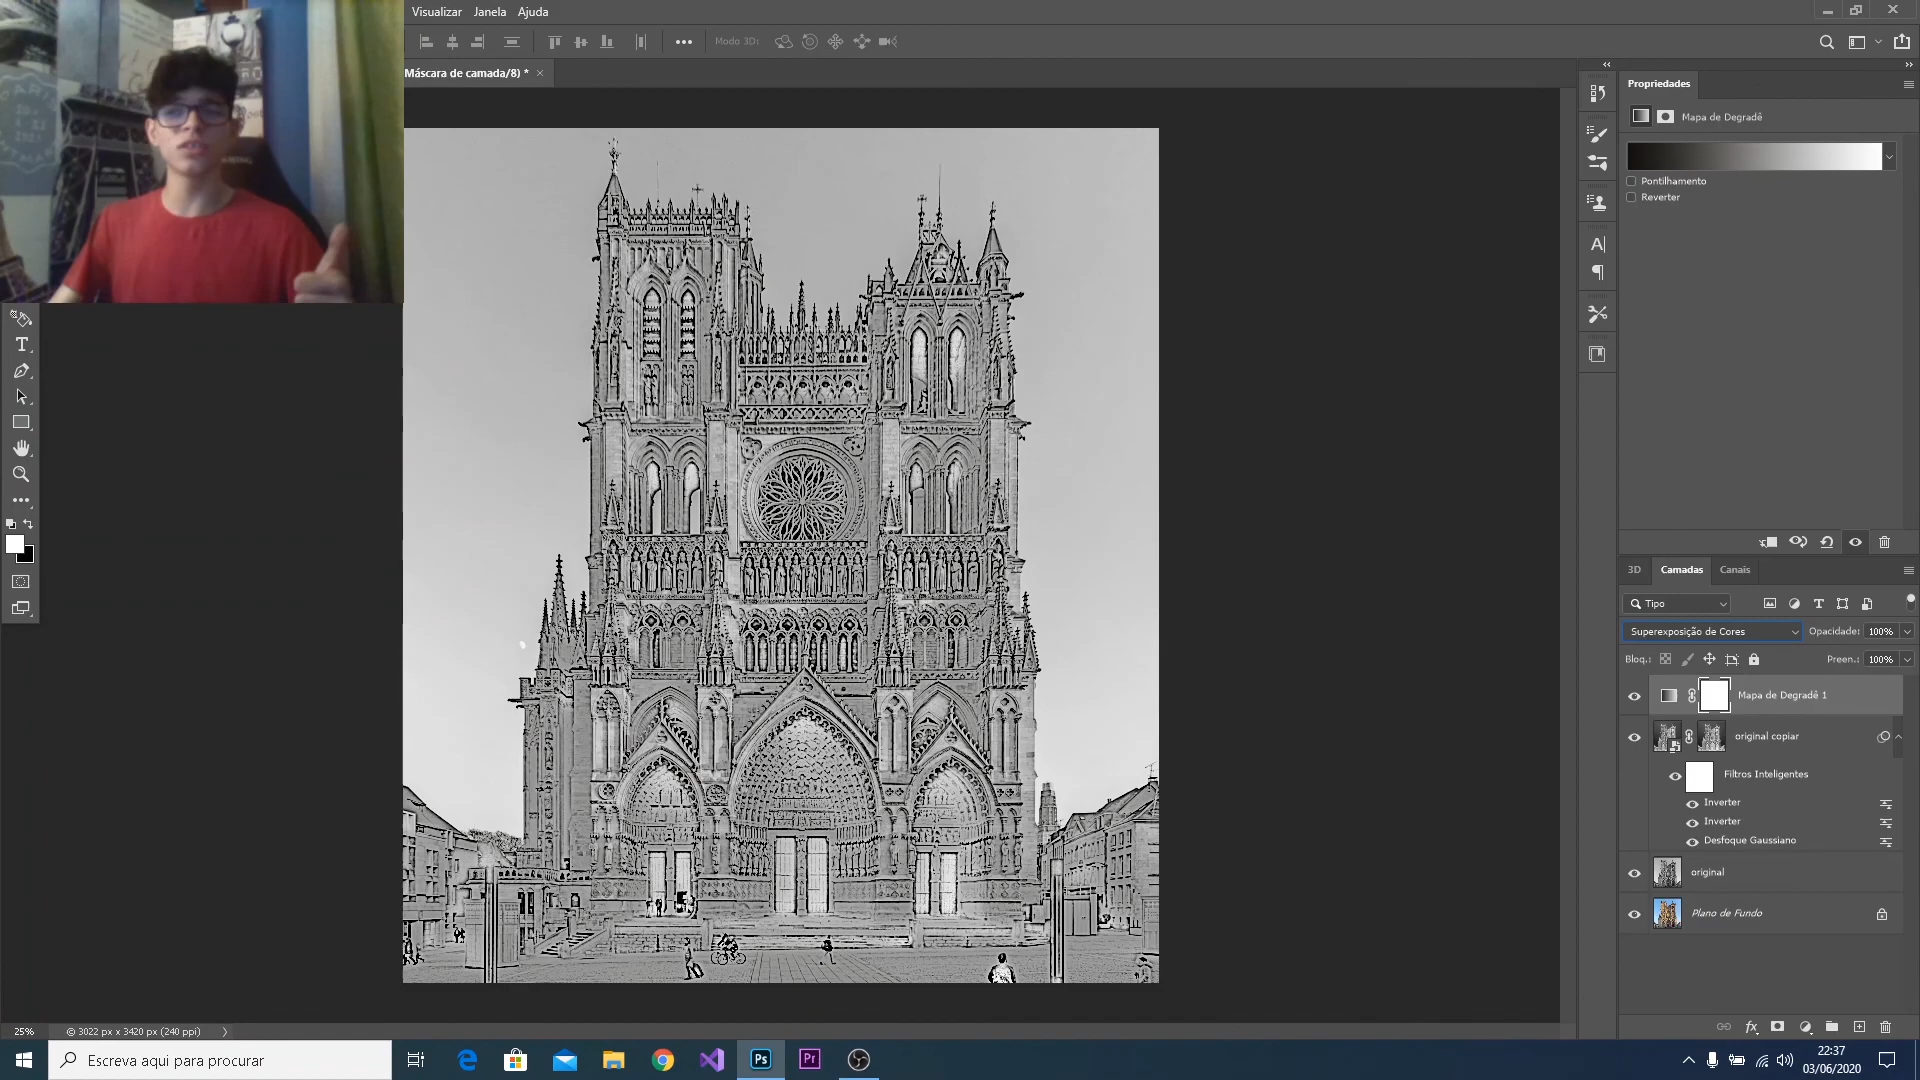 Visualizar Janela Ajuda
Modo 3D:
Máscara de camada/8) *
Propriedades
Mapa de Degradê
Pontilhamento
Reverter
3D Camadas Canais
Tipo
Superexposição de Cores Opacidade: 100%
Bloq.: Preen.: 100%
Mapa de Degradê 1
original copiar
Filtros Inteligentes
Inverter
Inverter
Desfoque Gaussiano
original
Plano de Fundo
25% © 3022 px x 3420 px (240 ppi)
Escreva aqui para procurar
Ps Pr
22:37
03/06/2020